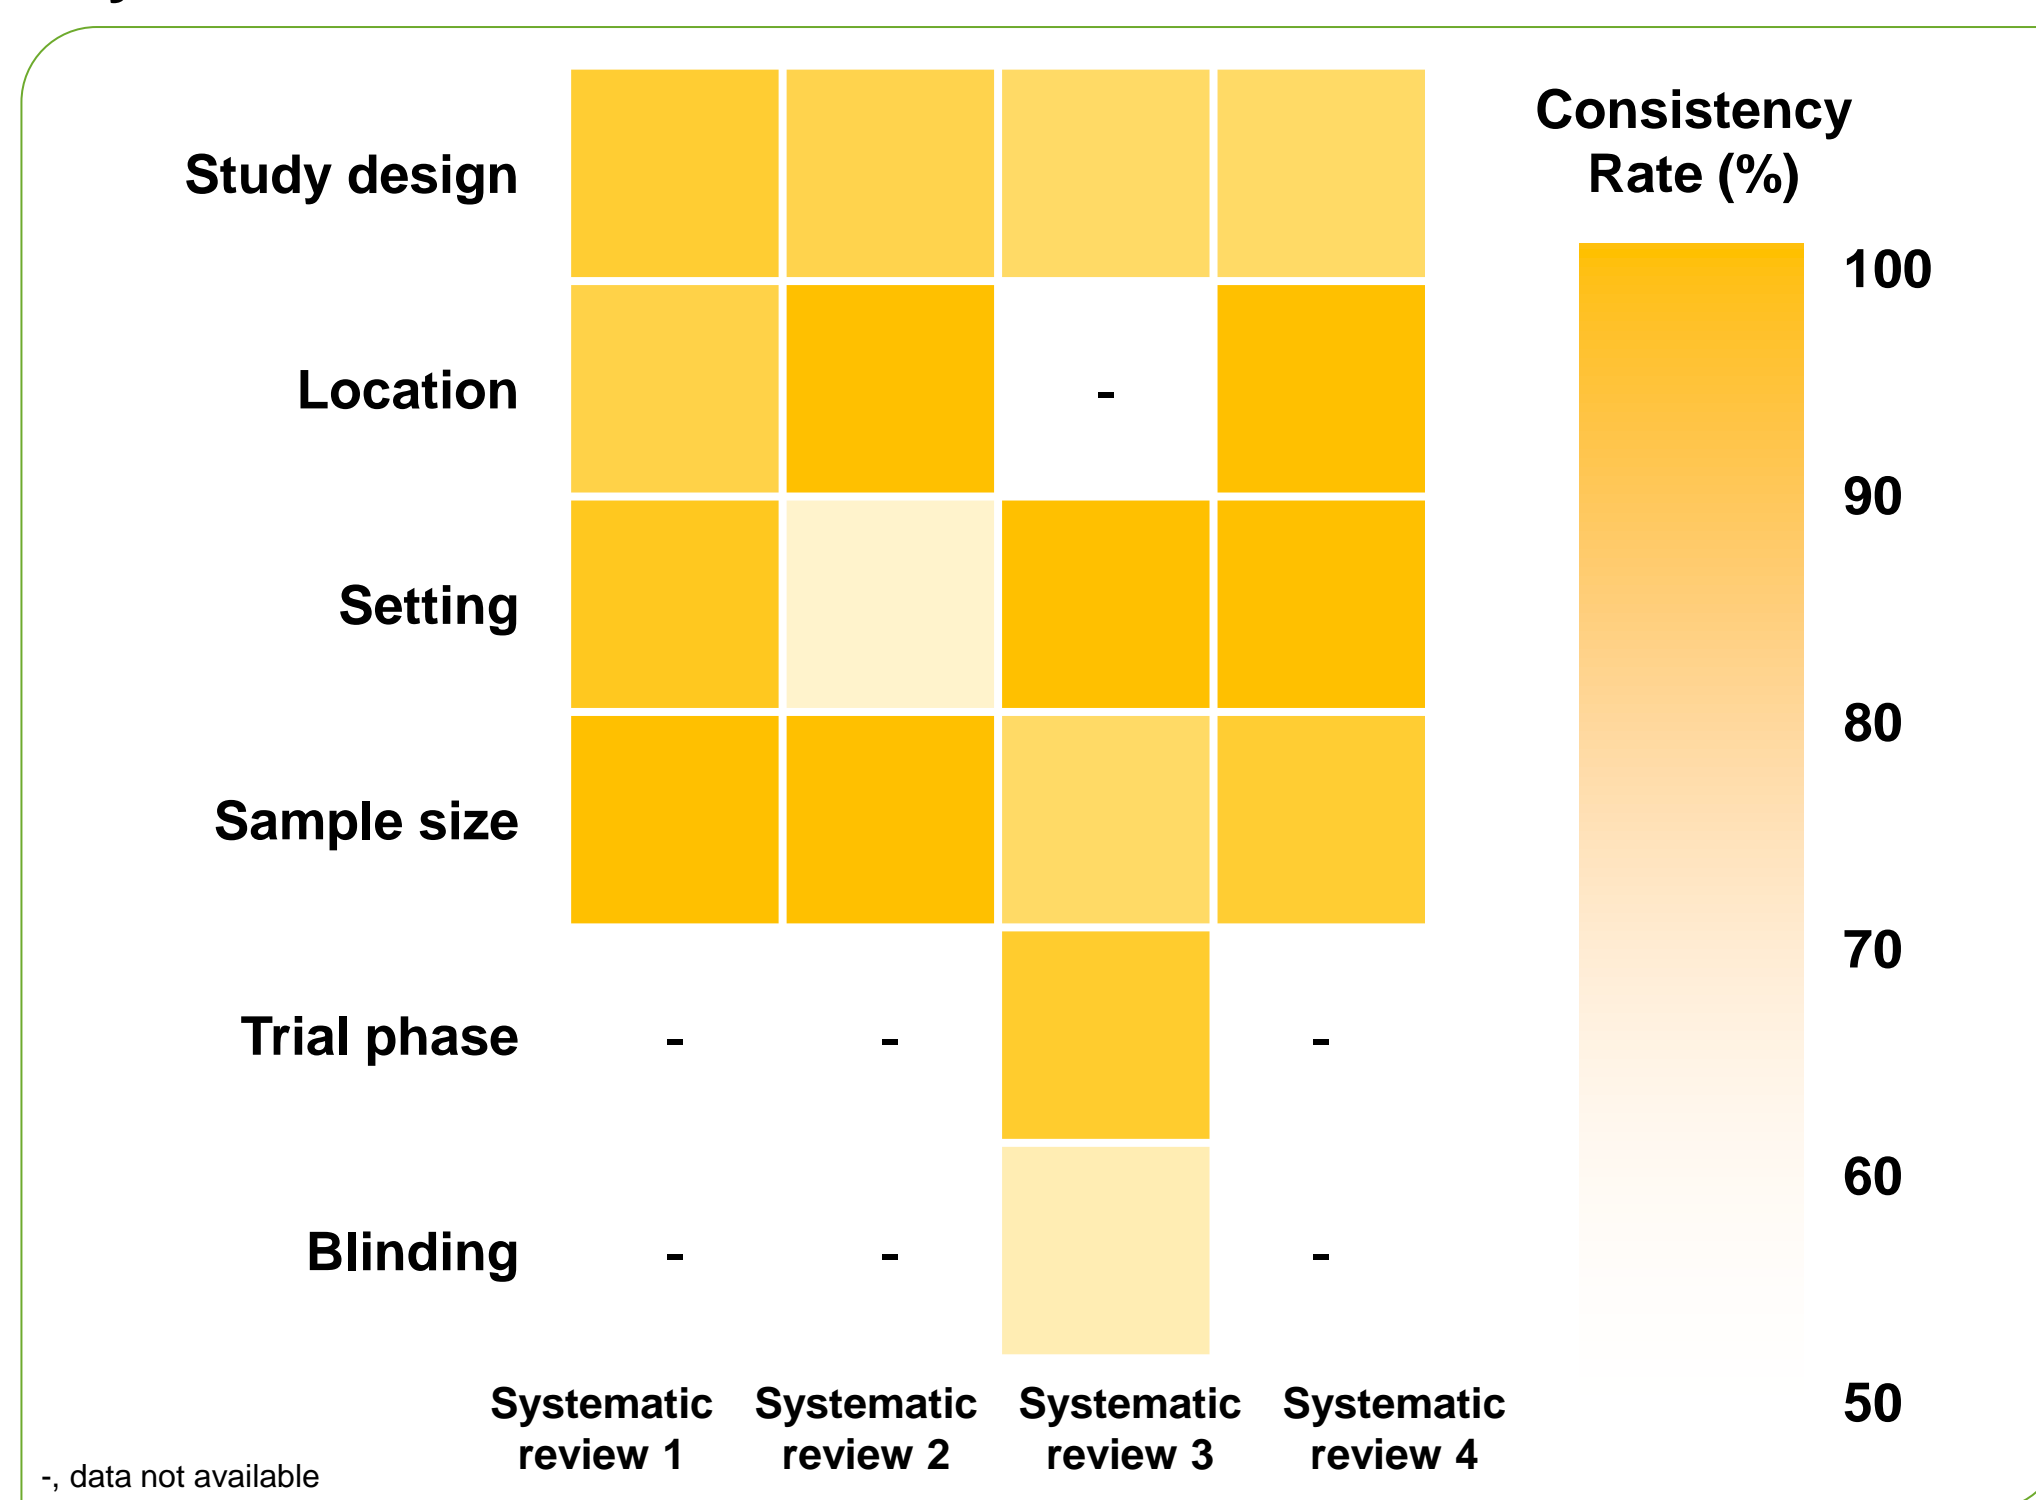 Consistency
Rate (%)
Study design
Location -
Setting
Sample size
Trial phase - - -
Blinding - - -
100
90
80
70
60
50
Systematic review 1
Systematic review 2
Systematic review 3
Systematic review 4
-, data not available